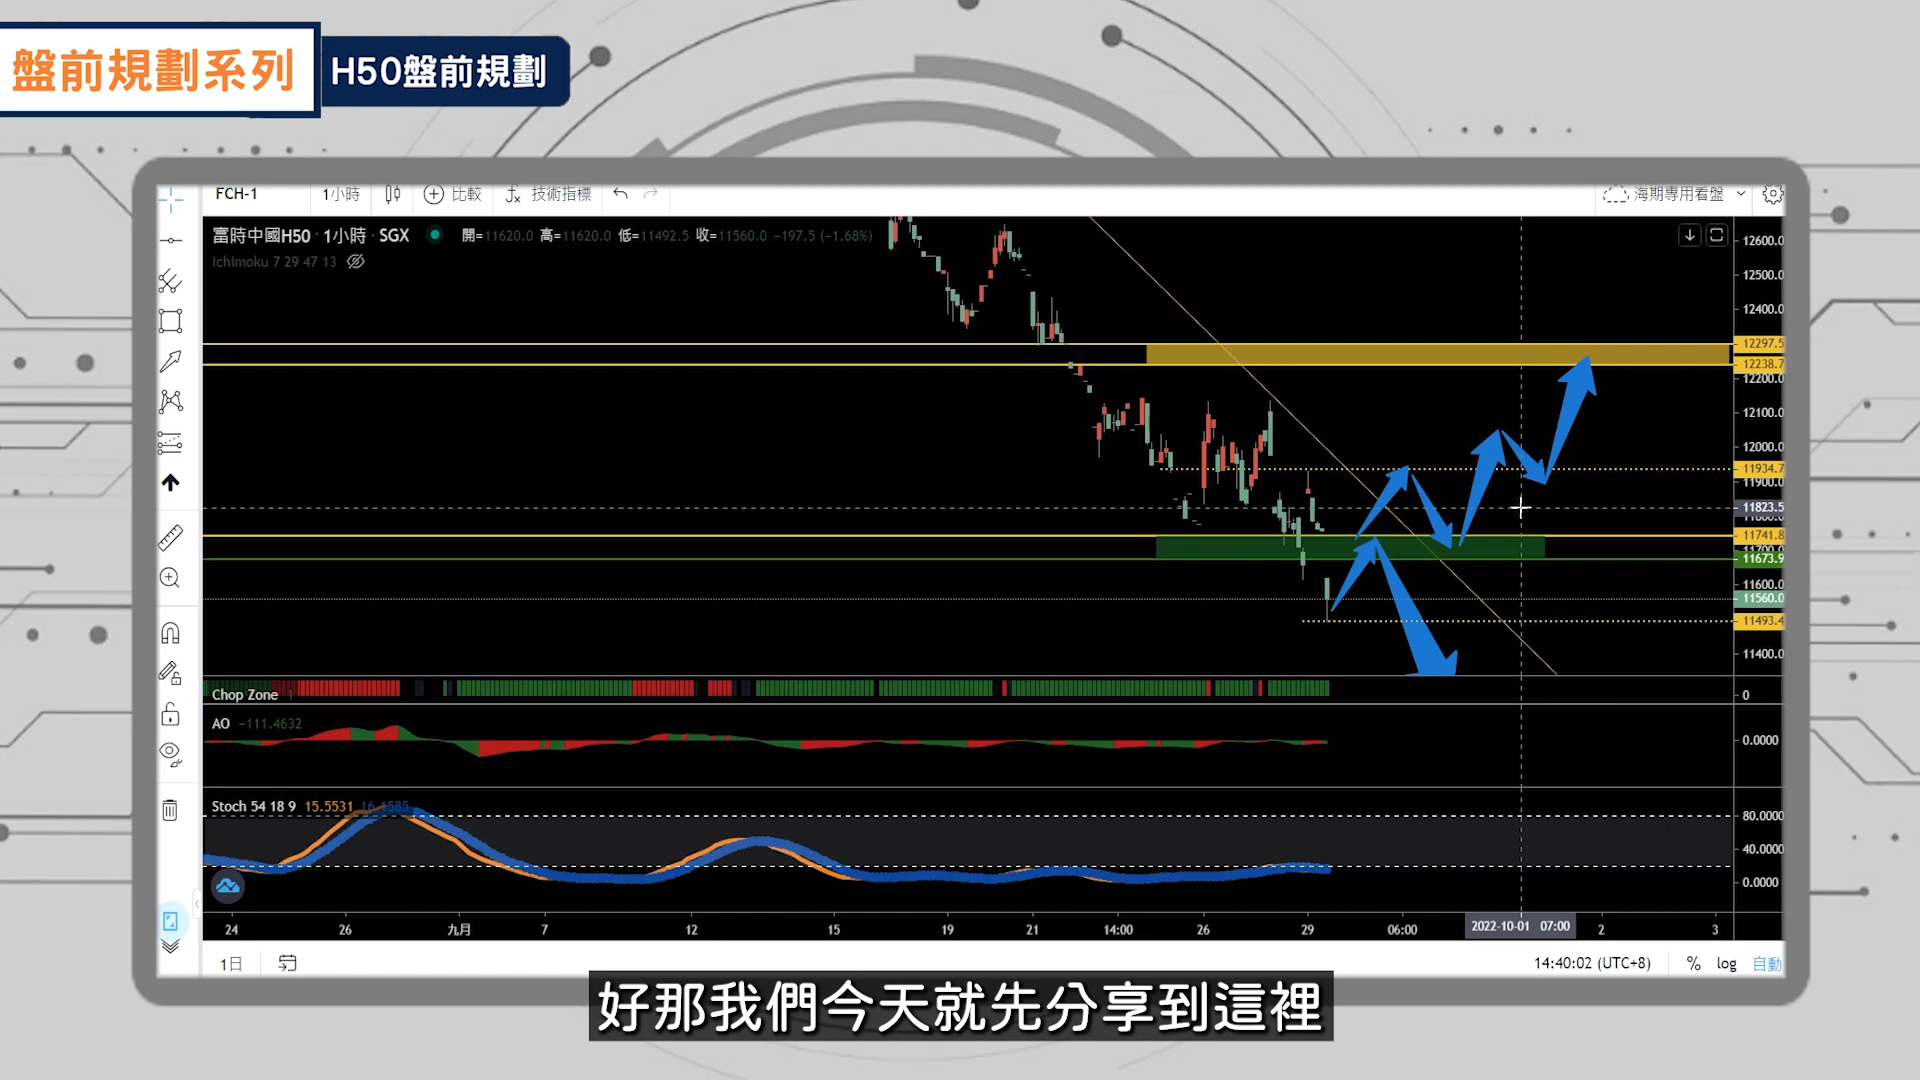 盤前規劃系列
H50盤前規劃
FCH-1 1小時 比較 技術指標 海期專用看盤
富時中國H50 · 1小時 · SGX 開=11620.0 高=11620.0 低=11492.5 收=11560.0 -197.5 (-1.68%)
Ichimoku 7 29 47 13
12600.0
12500.0
12400.0
12297.5
12238.7
12200.0
12100.0
12000.0
11934.7
11900.0
11823.5
11741.8
11673.9
11600.0
11560.0
11493.4
11400.0
Chop Zone 1
0
AO -111.4632
0.0000
Stoch 54 18 9 15.5531 16.1585
80.0000
40.0000
0.0000
24 26 九月 7 12 15 19 21 14:00 26 29 06:00 2022-10-01 07:00 2 3
1日 14:40:02 (UTC+8) % log 自動
好那我們今天就先分享到這裡